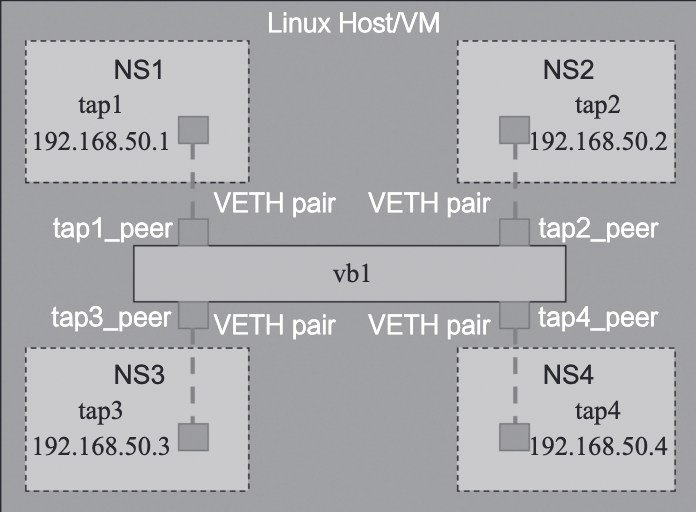 Linux Host/VM
NS1
tap1
192.168.50.1
NS2
tap2
192.168.50.2
VETH pair
VETH pair
tap1_peer
tap2_peer
vb1
tap3_peer
VETH pair
VETH pair
tap4_peer
NS3
tap3
192.168.50.3
NS4
tap4
192.168.50.4